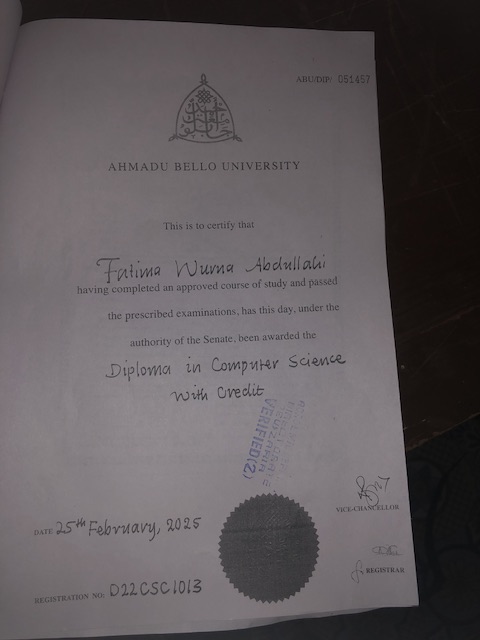 ABU/DIP/ 051457
AHMADU BELLO UNIVERSITY
This is to certify that
Fatima Wurna Abdullahi
having completed an approved course of study and passed
the prescribed examinations, has this day, under the
authority of the Senate, been awarded the
Diploma in Computer Science
With Credit
VERIFIED(2)
VICE-CHANCELLOR
DATE 25th February, 2025
REGISTRAR
REGISTRATION NO: D22CSC1013